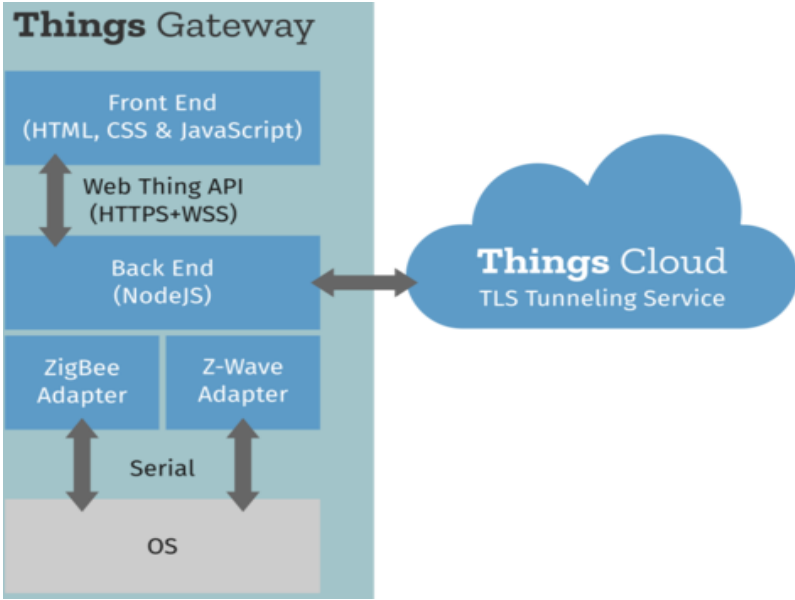 Things Gateway
Front End
(HTML, CSS & JavaScript)
Web Thing API
(HTTPS+WSS)
Back End
(NodeJS)
Things Cloud
TLS Tunneling Service
ZigBee
Adapter
Z-Wave
Adapter
Serial
OS